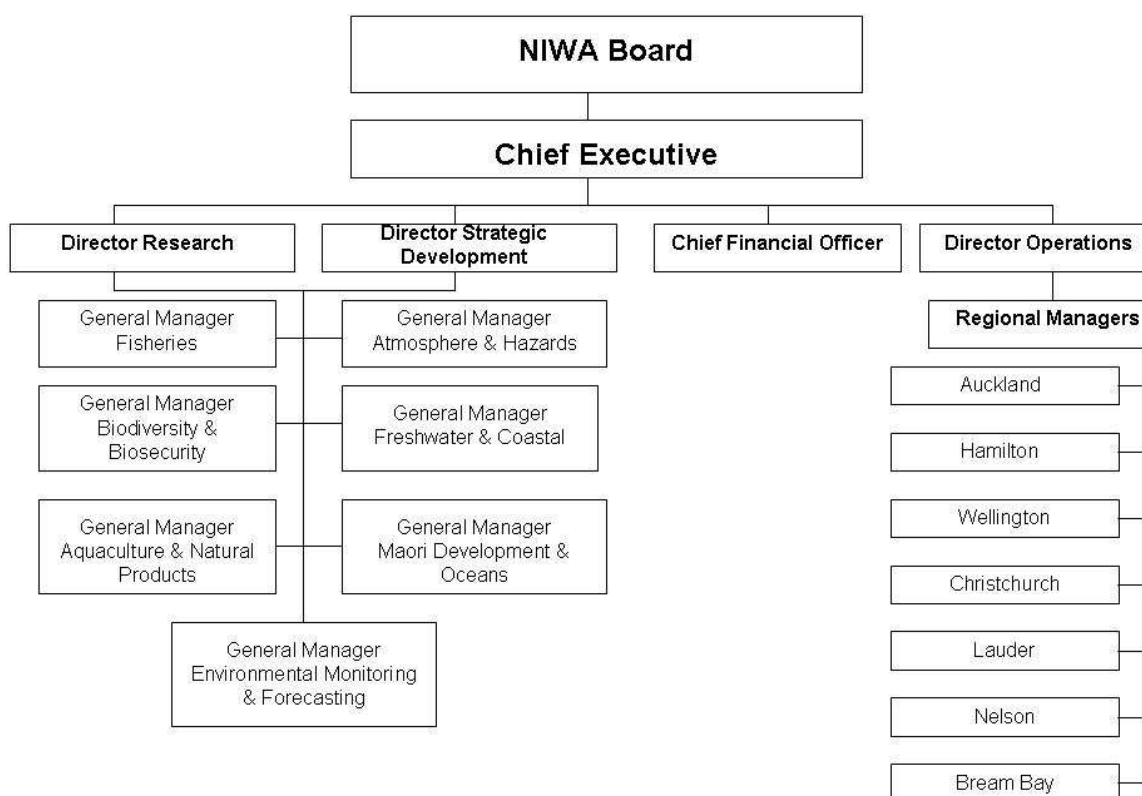 NIWA Board
Chief Executive
Director Research
Director Strategic
Development
Chief Financial Officer
Director Operations
General Manager
Fisheries
General Manager
Atmosphere & Hazards
General Manager
Biodiversity &
Biosecurity
General Manager
Freshwater & Coastal
General Manager
Aquaculture & Natural
Products
General Manager
Maori Development &
Oceans
General Manager
Environmental Monitoring
& Forecasting
Regional Managers
Auckland
Hamilton
Wellington
Christchurch
Lauder
Nelson
Bream Bay